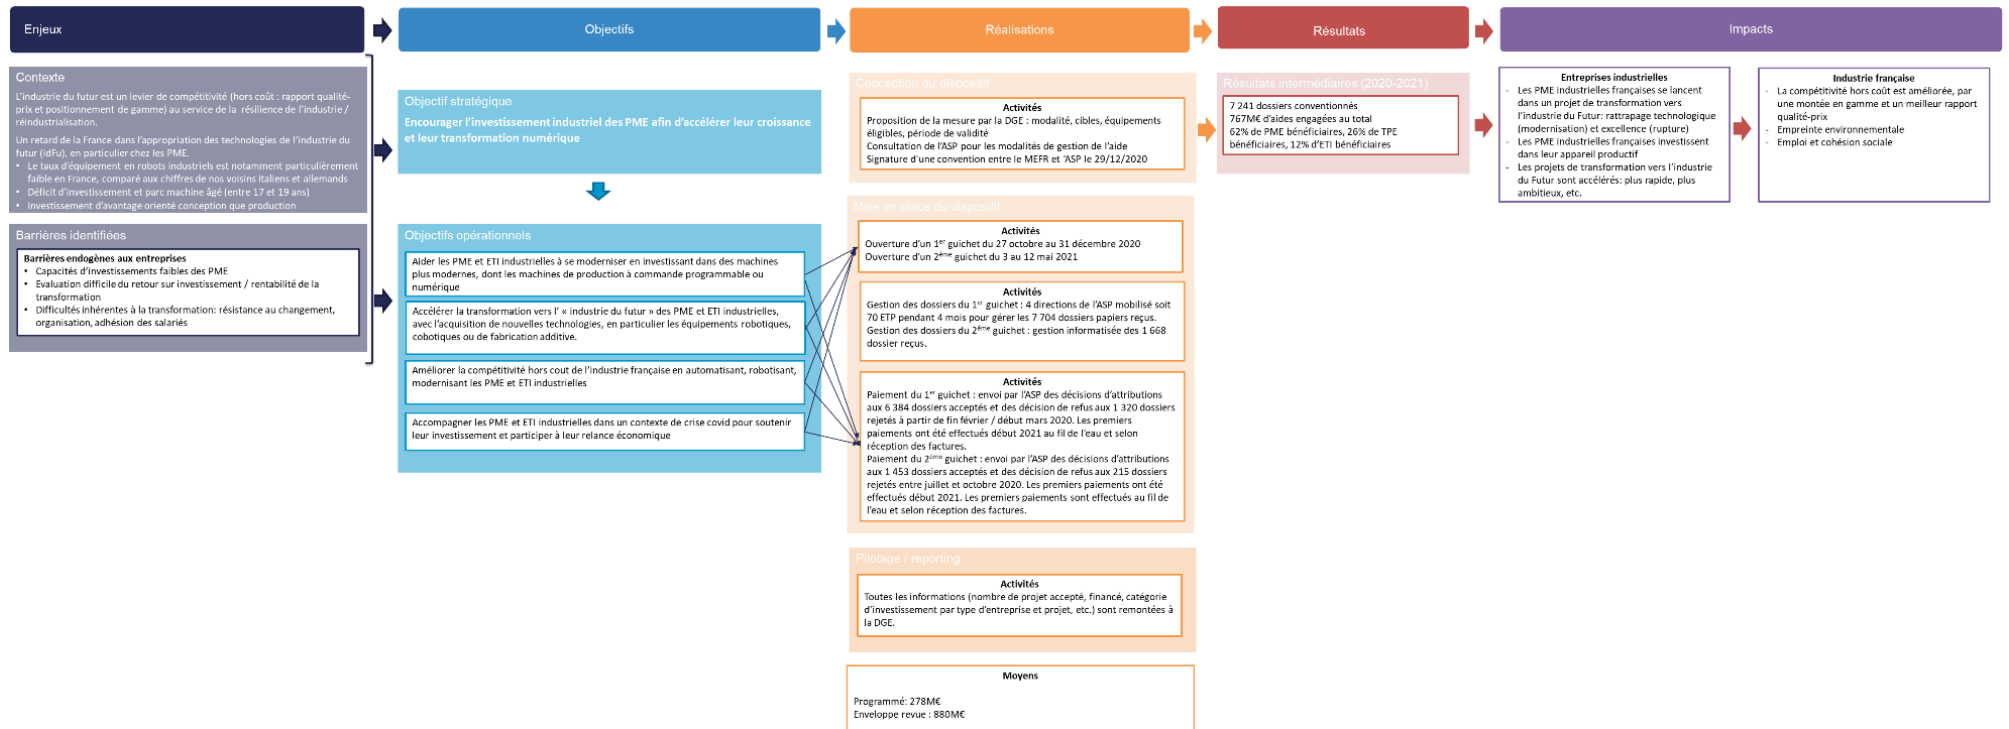 Enjeux
Objectifs
Réalisations
Résultats
Impacts
Contexte
L'industrie du futur est un levier de compétitivité (hors coût : rapport qualité-
prix et positionnement de gamme) au service de la résilience de l'industrie /
réindustrialisation.
Un retard de la France dans l'appropriation des technologies de l'industrie du
futur (idFu), en particulier chez les PME.
• Le taux d'équipement en robots industriels est notamment particulièrement
faible en France, comparé aux chiffres de nos voisins italiens et allemands
• Déficit d'investissement et parc machine âgé (entre 17 et 19 ans)
• Investissement d'avantage orienté conception que production
Barrières identifiées
Barrières endogènes aux entreprises
• Capacités d'investissements faibles des PME
• Evaluation difficile du retour sur investissement / rentabilité de la
transformation
• Difficultés inhérentes à la transformation: résistance au changement,
organisation, adhésion des salariés
Objectif stratégique
Encourager l'investissement industriel des PME afin d'accélérer leur croissance
et leur transformation numérique
Objectifs opérationnels
Aider les PME et ETI industrielles à se moderniser en investissant dans des machines
plus modernes, dont les machines de production à commande programmable ou
numérique
Accélérer la transformation vers l' « industrie du futur » des PME et ETI industrielles,
avec l'acquisition de nouvelles technologies, en particulier les équipements robotiques,
cobotiques ou de fabrication additive.
Améliorer la compétitivité hors cout de l'industrie française en automatisant, robotisant,
modernisant les PME et ETI industrielles
Accompagner les PME et ETI industrielles dans un contexte de crise covid pour soutenir
leur investissement et participer à leur relance économique
Conception du dispositif
Activités
Proposition de la mesure par la DGE : modalité, cibles, équipements
éligibles, période de validité
Consultation de l'ASP pour les modalités de gestion de l'aide
Signature d'une convention entre le MEFR et 'ASP le 29/12/2020
Mise en place du dispositif
Activités
Ouverture d'un 1er guichet du 27 octobre au 31 décembre 2020
Ouverture d'un 2ème guichet du 3 au 12 mai 2021
Activités
Gestion des dossiers du 1er guichet : 4 directions de l'ASP mobilisé soit
70 ETP pendant 4 mois pour gérer les 7 704 dossiers papiers reçus.
Gestion des dossiers du 2ème guichet : gestion informatisée des 1 668
dossier reçus.
Activités
Paiement du 1er guichet : envoi par l'ASP des décisions d'attributions
aux 6 384 dossiers acceptés et des décision de refus aux 1 320 dossiers
rejetés à partir de fin février / début mars 2020. Les premiers
paiements ont été effectués début 2021 au fil de l'eau et selon
réception des factures.
Paiement du 2ème guichet : envoi par l'ASP des décisions d'attributions
aux 1 453 dossiers acceptés et des décision de refus aux 215 dossiers
rejetés entre juillet et octobre 2020. Les premiers paiements ont été
effectués début 2021. Les premiers paiements sont effectués au fil de
l'eau et selon réception des factures.
Pilotage / reporting
Activités
Toutes les informations (nombre de projet accepté, financé, catégorie
d'investissement par type d'entreprise et projet, etc.) sont remontées à
la DGE.
Moyens
Programmé: 278M€
Enveloppe revue : 880M€
Résultats intermédiaires (2020-2021)
7 241 dossiers conventionnés
767M€ d'aides engagées au total
62% de PME bénéficiaires, 26% de TPE
bénéficiaires, 12% d'ETI bénéficiaires
Entreprises industrielles
- Les PME industrielles françaises se lancent
dans un projet de transformation vers
l'industrie du Futur: rattrapage technologique
(modernisation) et excellence (rupture)
- Les PME industrielles françaises investissent
dans leur appareil productif
- Les projets de transformation vers l'industrie
du Futur sont accélérés: plus rapide, plus
ambitieux, etc.
Industrie française
- La compétitivité hors coût est améliorée, par
une montée en gamme et un meilleur rapport
qualité-prix
- Empreinte environnementale
- Emploi et cohésion sociale